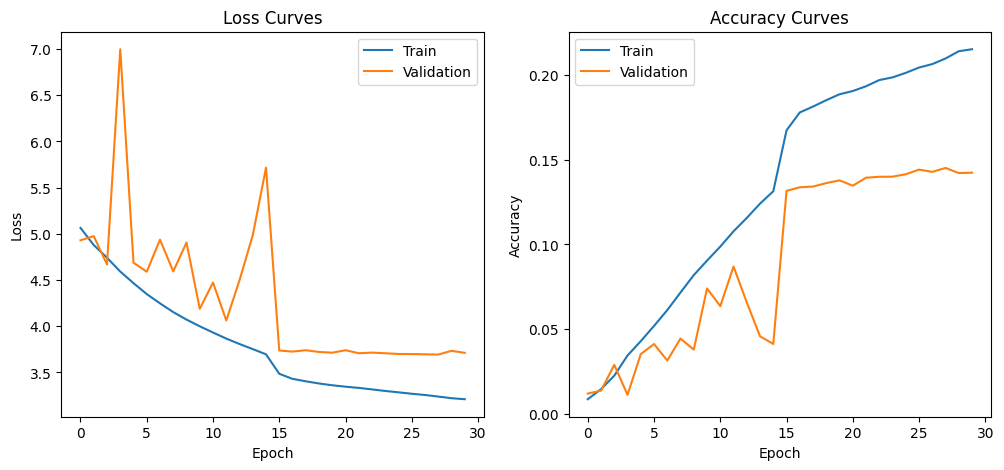 Loss Curves
Train
Validation
7.0
6.5
6.0
5.5
5.0
4.5
4.0
3.5
Loss
0
5
10
15
20
25
30
Epoch
Accuracy Curves
Train
Validation
0.20
0.15
0.10
0.05
0.00
Accuracy
0
5
10
15
20
25
30
Epoch